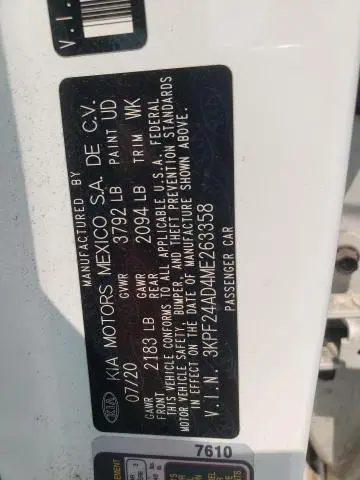 V.I.
MANUFACTURED BY
KIA MOTORS MEXICO S.A. DE C.V.
KIA
07/20 GVWR 3792 LB PAINT UD
GAWR FRONT 2183 LB GAWR REAR 2094 LB TRIM WK
THIS VEHICLE CONFORMS TO ALL APPLICABLE U.S.A. FEDERAL
MOTOR VEHICLE SAFETY, BUMPER, AND THEFT PREVENTION STANDARDS
IN EFFECT ON THE DATE OF MANUFACTURE SHOWN ABOVE.
V.I.N. 3KPF24AD4ME263358
PASSENGER CAR
7610